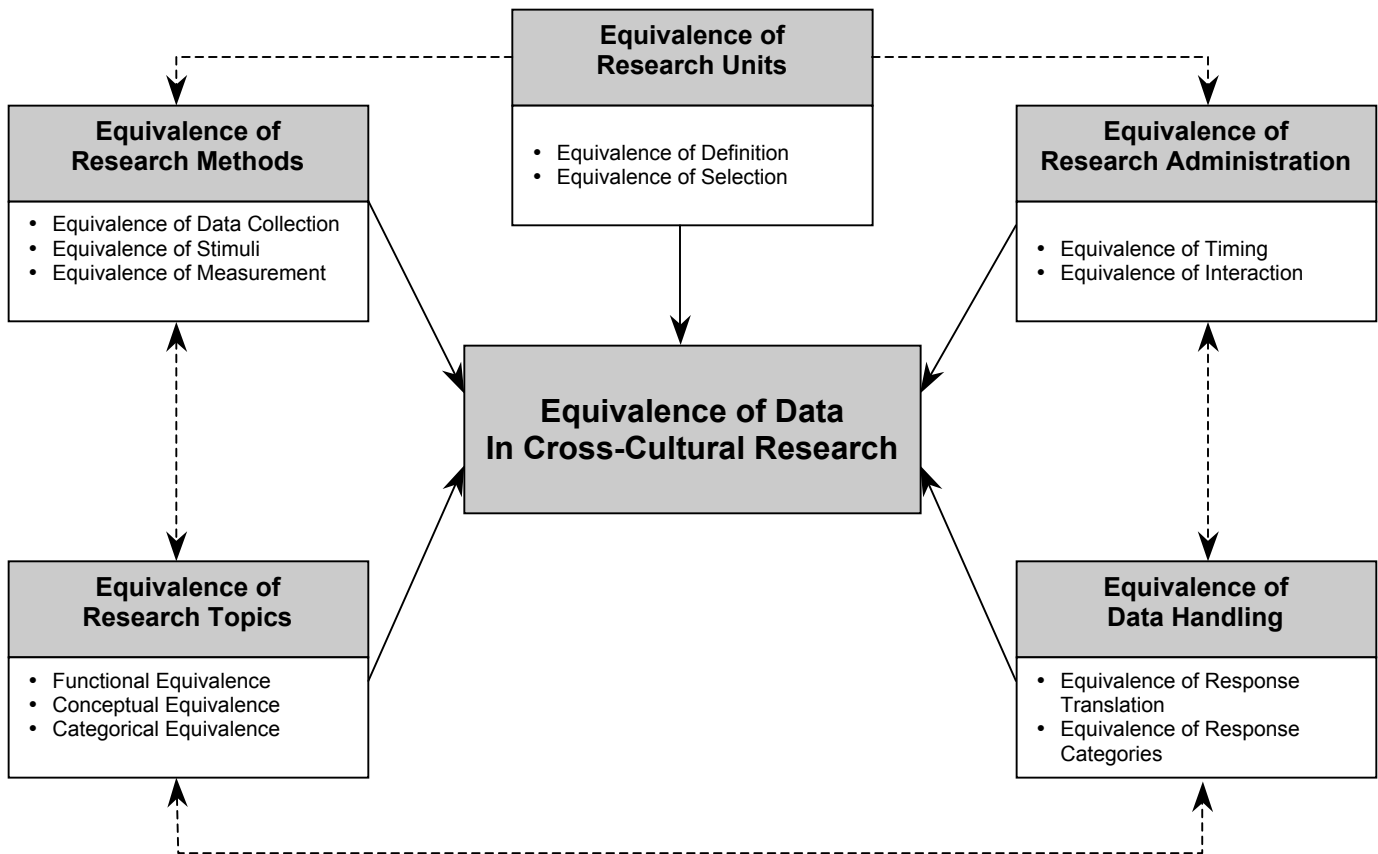 Equivalence of
Research Units
• Equivalence of Definition
• Equivalence of Selection
Equivalence of
Research Methods
• Equivalence of Data Collection
• Equivalence of Stimuli
• Equivalence of Measurement
Equivalence of
Research Administration
• Equivalence of Timing
• Equivalence of Interaction
Equivalence of Data
In Cross-Cultural Research
Equivalence of
Research Topics
• Functional Equivalence
• Conceptual Equivalence
• Categorical Equivalence
Equivalence of
Data Handling
• Equivalence of Response
Translation
• Equivalence of Response
Categories